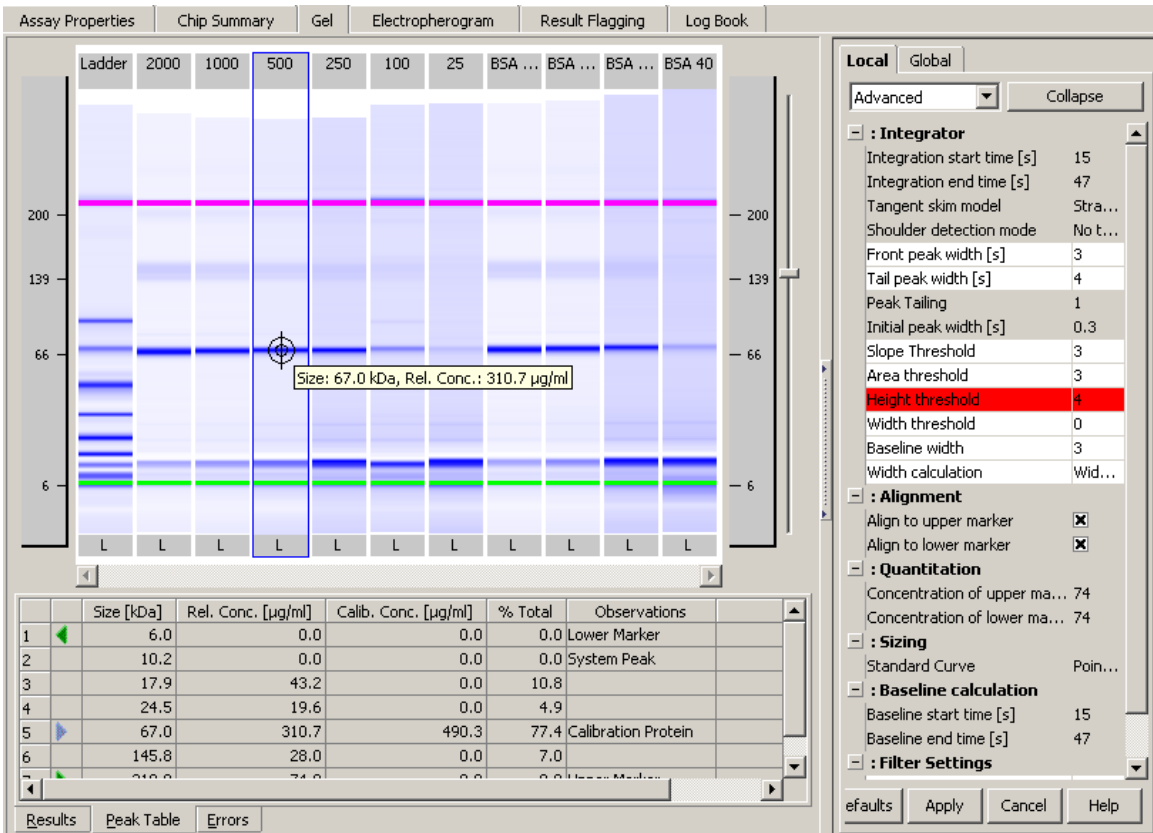 Assay Properties Chip Summary Gel Electropherogram Result Flagging Log Book
Ladder 2000 1000 500 250 100 25 BSA ... BSA ... BSA ... BSA 40
200 200
139 139
66 66
Size: 67.0 kDa, Rel. Conc.: 310.7 µg/ml
6 6
L L L L L L L L L L L
Size [kDa] Rel. Conc. [µg/ml] Calib. Conc. [µg/ml] % Total Observations
1 6.0 0.0 0.0 0.0 Lower Marker
2 10.2 0.0 0.0 0.0 System Peak
3 17.9 43.2 0.0 10.8
4 24.5 19.6 0.0 4.9
5 67.0 310.7 490.3 77.4 Calibration Protein
6 145.8 28.0 0.0 7.0
Results Peak Table Errors
Local Global
Advanced Collapse
: Integrator
Integration start time [s] 15
Integration end time [s] 47
Tangent skim model Stra...
Shoulder detection mode No t...
Front peak width [s] 3
Tail peak width [s] 4
Peak Tailing 1
Initial peak width [s] 0.3
Slope Threshold 3
Area threshold 3
Height threshold 4
Width threshold 0
Baseline width 3
Width calculation Wid...
: Alignment
Align to upper marker
Align to lower marker
: Quantitation
Concentration of upper ma... 74
Concentration of lower ma... 74
: Sizing
Standard Curve Poin...
: Baseline calculation
Baseline start time [s] 15
Baseline end time [s] 47
: Filter Settings
efaults Apply Cancel Help